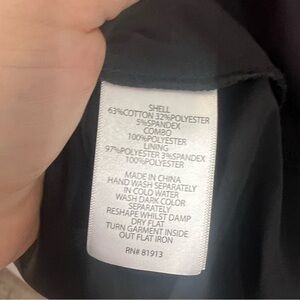 SHELL
63%COTTON 32%POLYESTER
5%SPANDEX
COMBO
100%POLYESTER
LINING
97%POLYESTER 3%SPANDEX
100%POLYESTER
MADE IN CHINA
HAND WASH SEPARATELY
IN COLD WATER
WASH DARK COLOR
SEPARATELY
RESHAPE WHILST DAMP
DRY FLAT
TURN GARMENT INSIDE
OUT FLAT IRON
RN# 81913